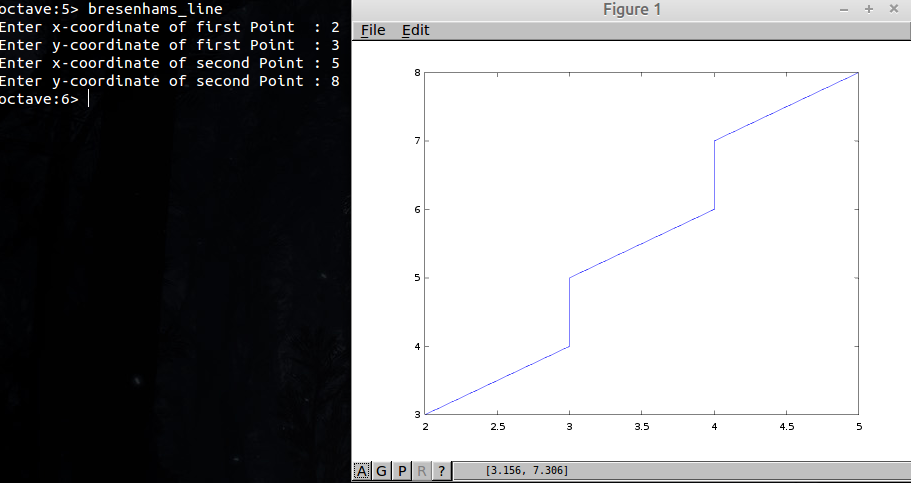 octave:5> bresenhams_line
Enter x-coordinate of first Point  : 2
Enter y-coordinate of first Point  : 3
Enter x-coordinate of second Point : 5
Enter y-coordinate of second Point : 8
octave:6>
Figure 1
File Edit
8
7
6
5
4
3
2 2.5 3 3.5 4 4.5 5
A G P R ? [3.156, 7.306]